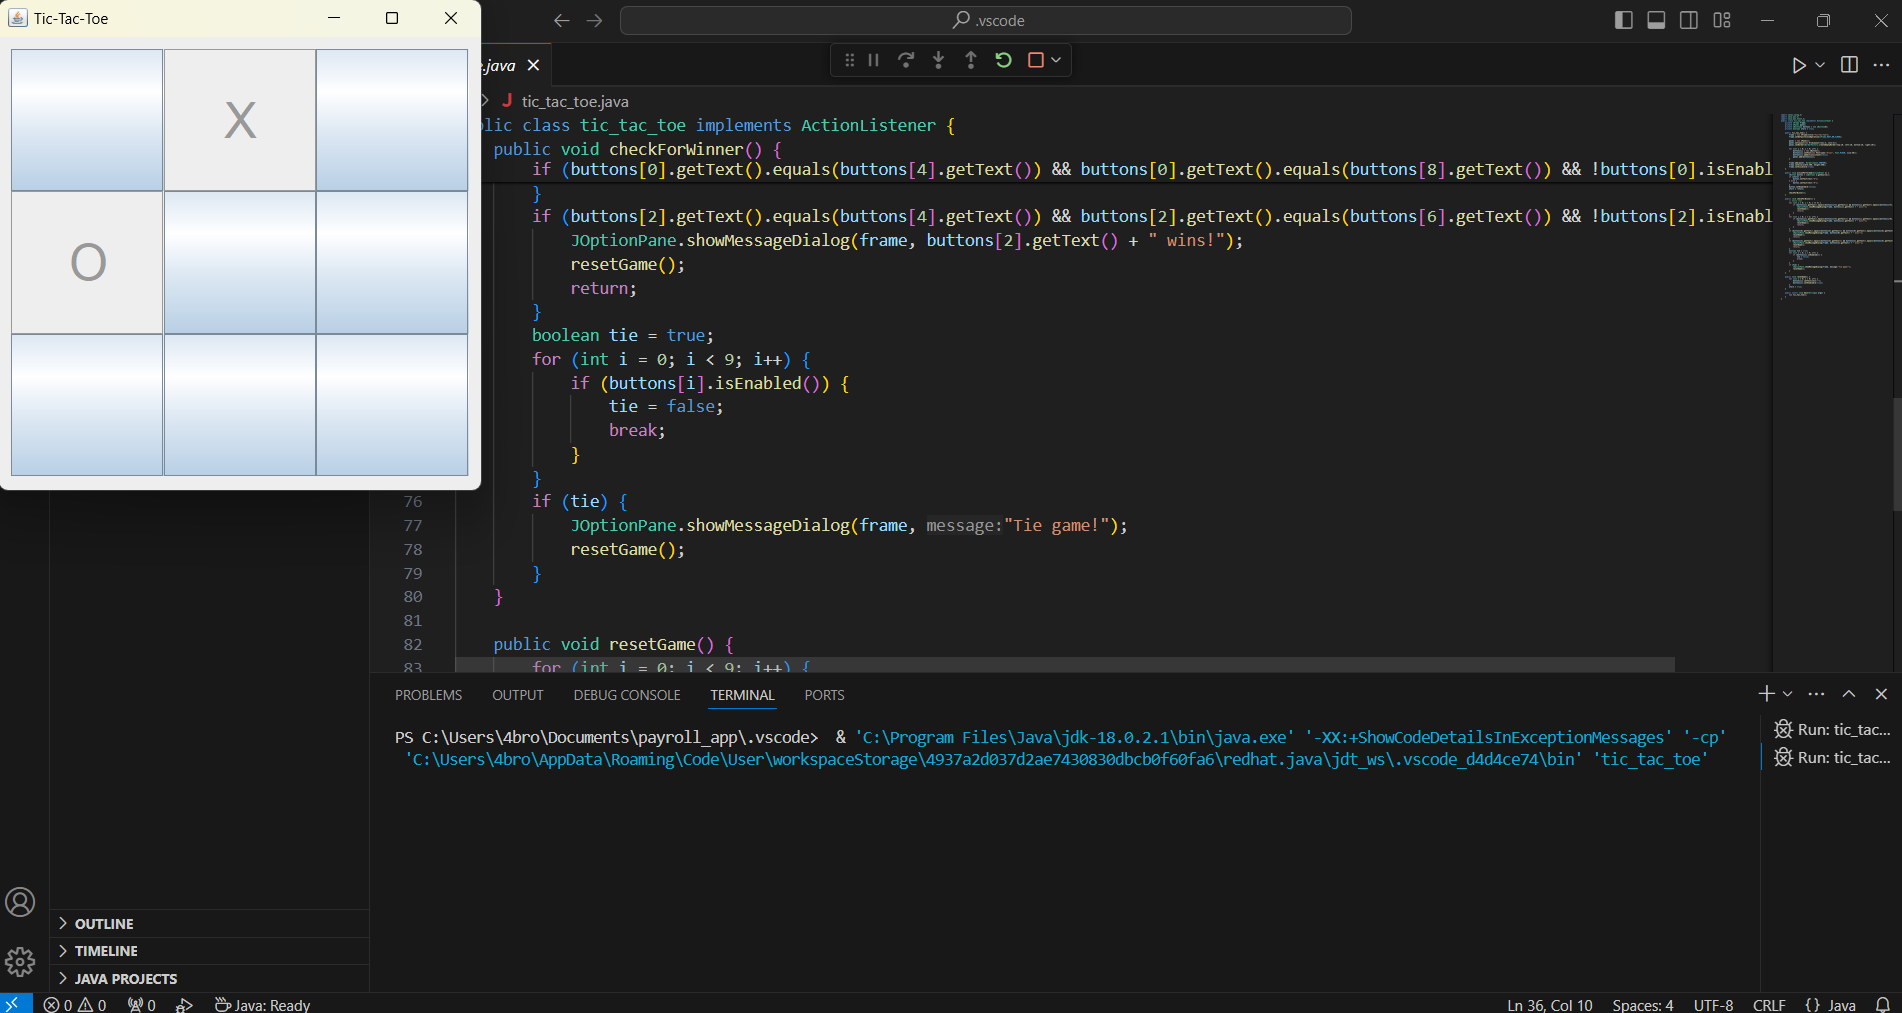 Tic-Tac-Toe
X
O
.vscode
.java
tic_tac_toe.java
lic class tic_tac_toe implements ActionListener {
public void checkForWinner() {
if (buttons[0].getText().equals(buttons[4].getText()) && buttons[0].getText().equals(buttons[8].getText()) && !buttons[0].isEnabl
}
if (buttons[2].getText().equals(buttons[4].getText()) && buttons[2].getText().equals(buttons[6].getText()) && !buttons[2].isEnabl
JOptionPane.showMessageDialog(frame, buttons[2].getText() + " wins!");
resetGame();
return;
}
boolean tie = true;
for (int i = 0; i < 9; i++) {
if (buttons[i].isEnabled()) {
tie = false;
break;
}
}
76 if (tie) {
77 JOptionPane.showMessageDialog(frame, message:"Tie game!");
78 resetGame();
79 }
80 }
81
82 public void resetGame() {
83 for (int i = 0; i < 9; i++) {
PROBLEMS OUTPUT DEBUG CONSOLE TERMINAL PORTS
PS C:\Users\4bro\Documents\payroll_app\.vscode> & 'C:\Program Files\Java\jdk-18.0.2.1\bin\java.exe' '-XX:+ShowCodeDetailsInExceptionMessages' '-cp'
'C:\Users\4bro\AppData\Roaming\Code\User\workspaceStorage\4937a2d037d2ae7430830dbcb0f60fa6\redhat.java\jdt_ws\.vscode_d4d4ce74\bin' 'tic_tac_toe'
Run: tic_tac...
Run: tic_tac...
OUTLINE
TIMELINE
JAVA PROJECTS
0 0 0 Java: Ready
Ln 36, Col 10 Spaces: 4 UTF-8 CRLF {} Java